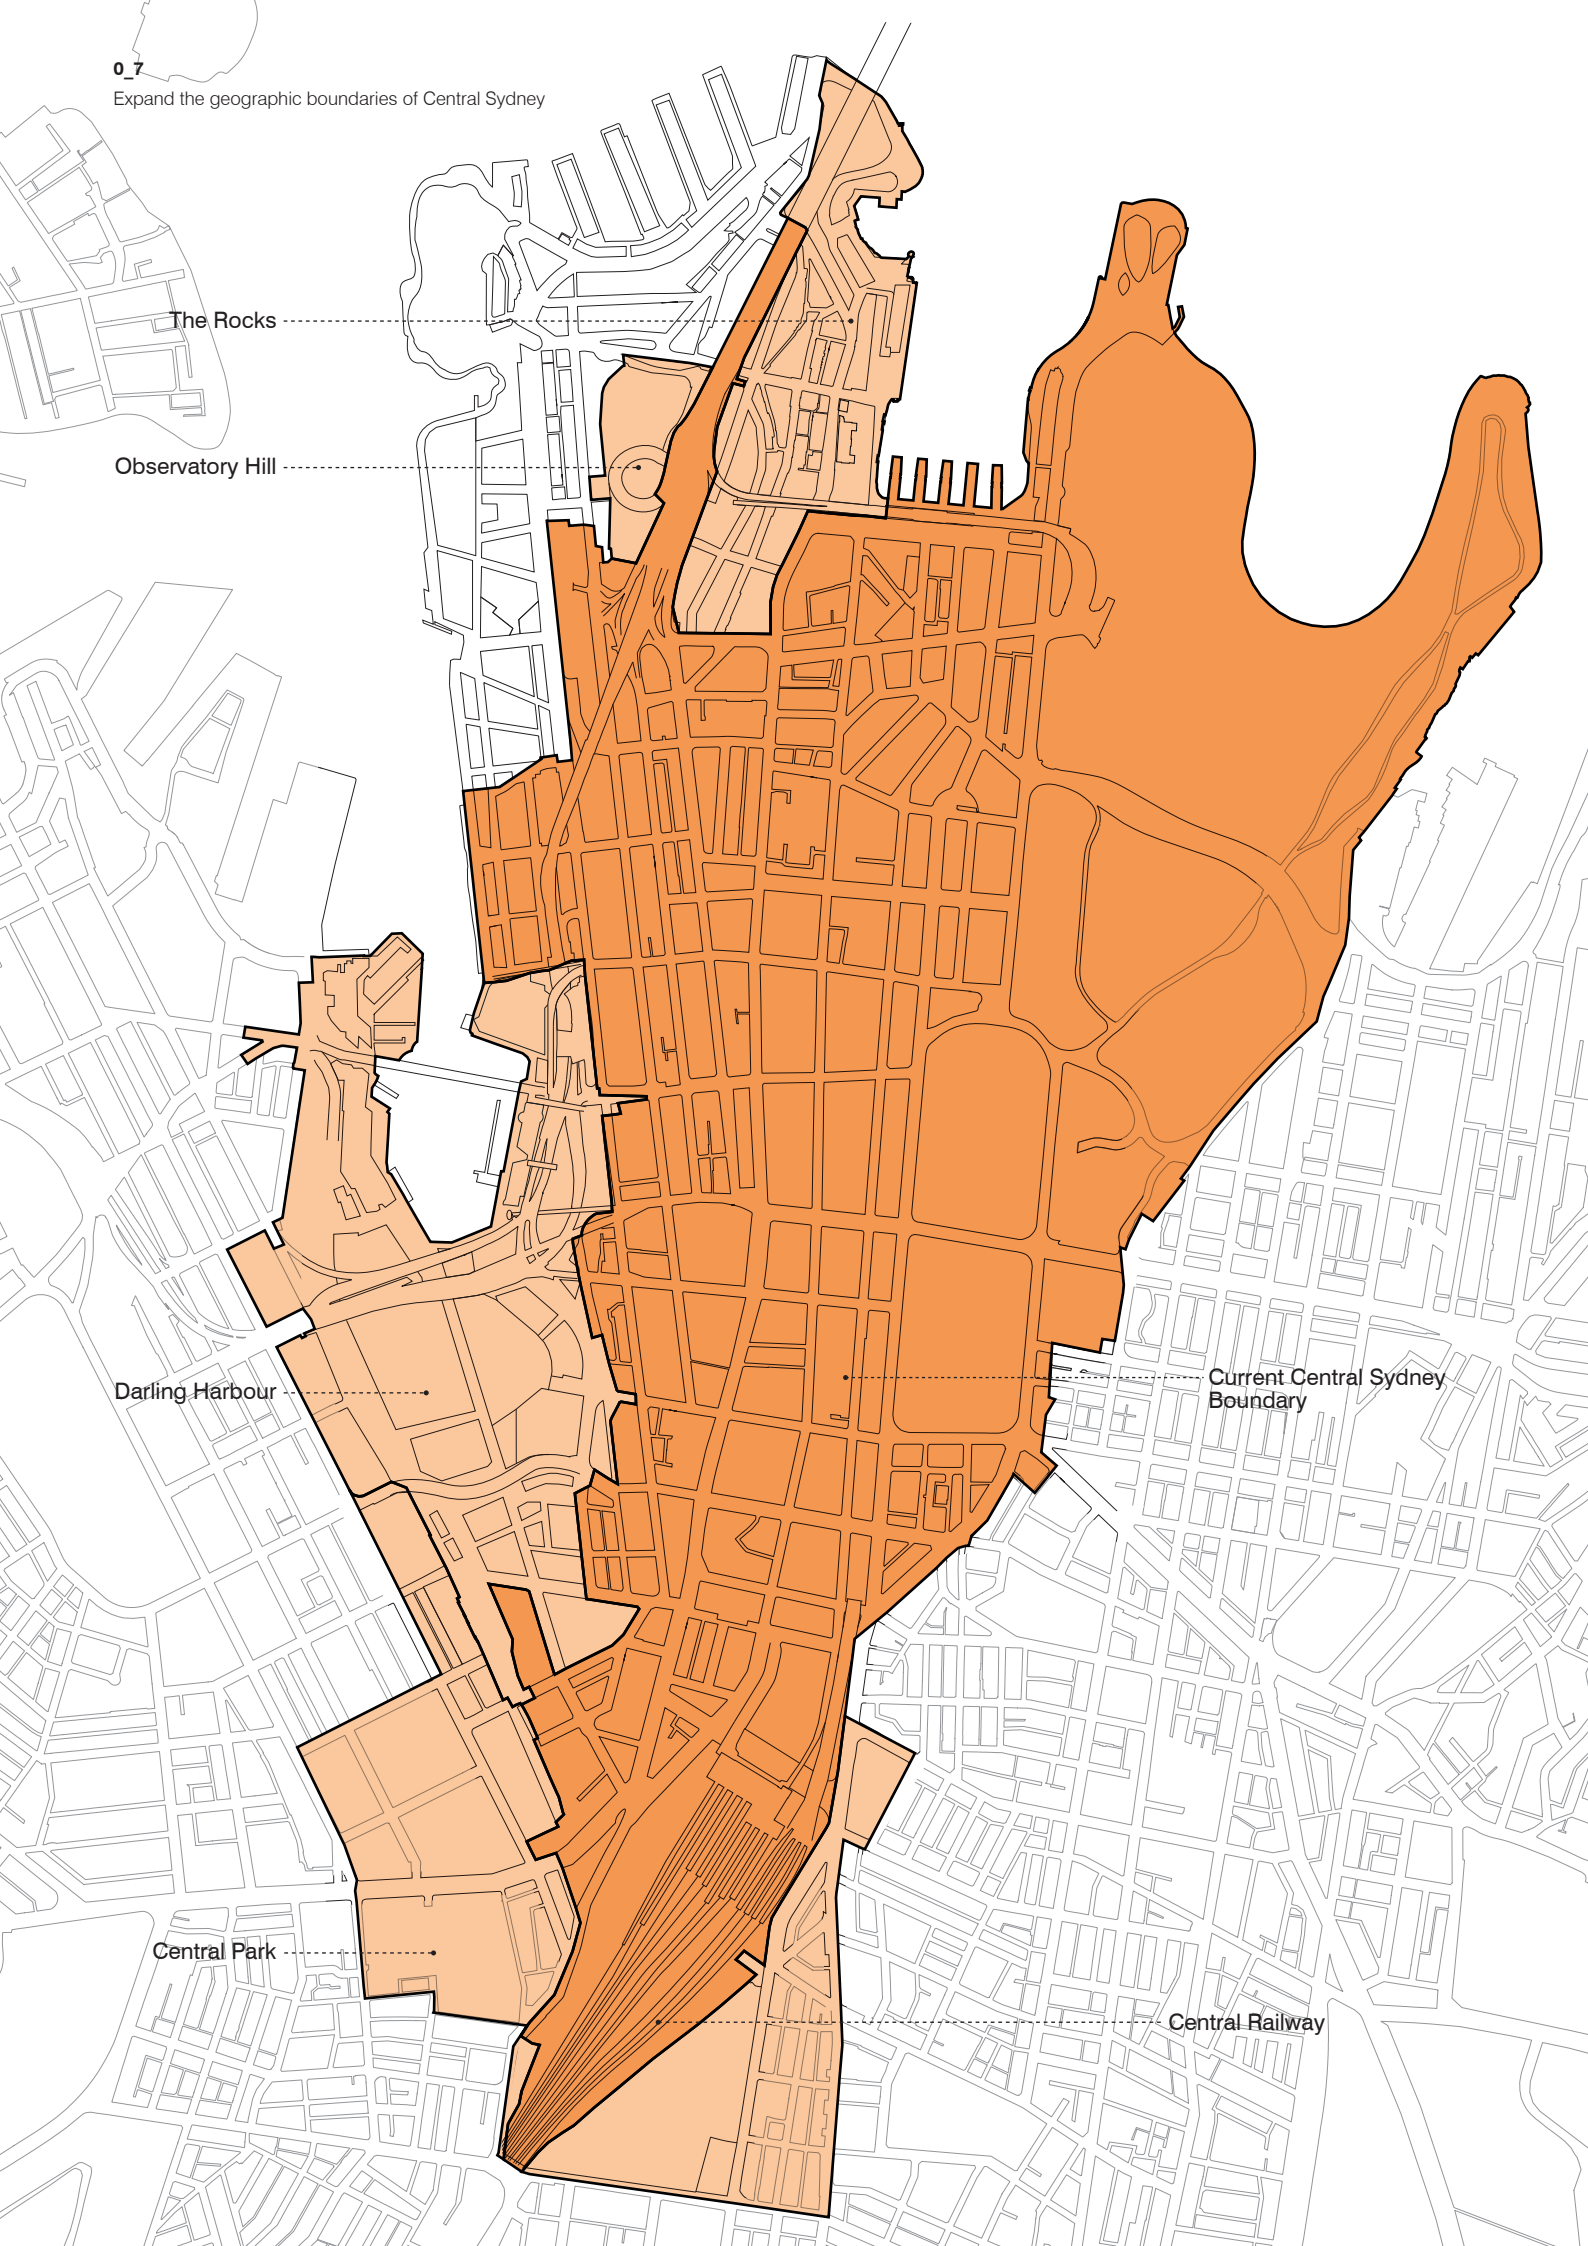 0_7
Expand the geographic boundaries of Central Sydney
The Rocks
Observatory Hill
Darling Harbour
Current Central Sydney
Boundary
Central Park
Central Railway